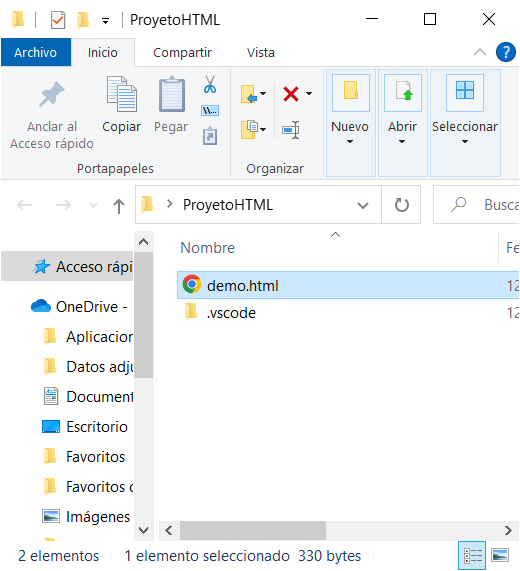 ProyetoHTML
Archivo Inicio Compartir Vista
Anclar al Acceso rápido
Copiar
Pegar
Nuevo
Abrir
Seleccionar
Portapapeles
Organizar
ProyetoHTML
Busca
Nombre
Fe
Acceso rápi
demo.html
12
OneDrive -
.vscode
12
Aplicacion
Datos adju
Document
Escritorio
Favoritos
Favoritos
Imágenes
2 elementos 1 elemento seleccionado 330 bytes